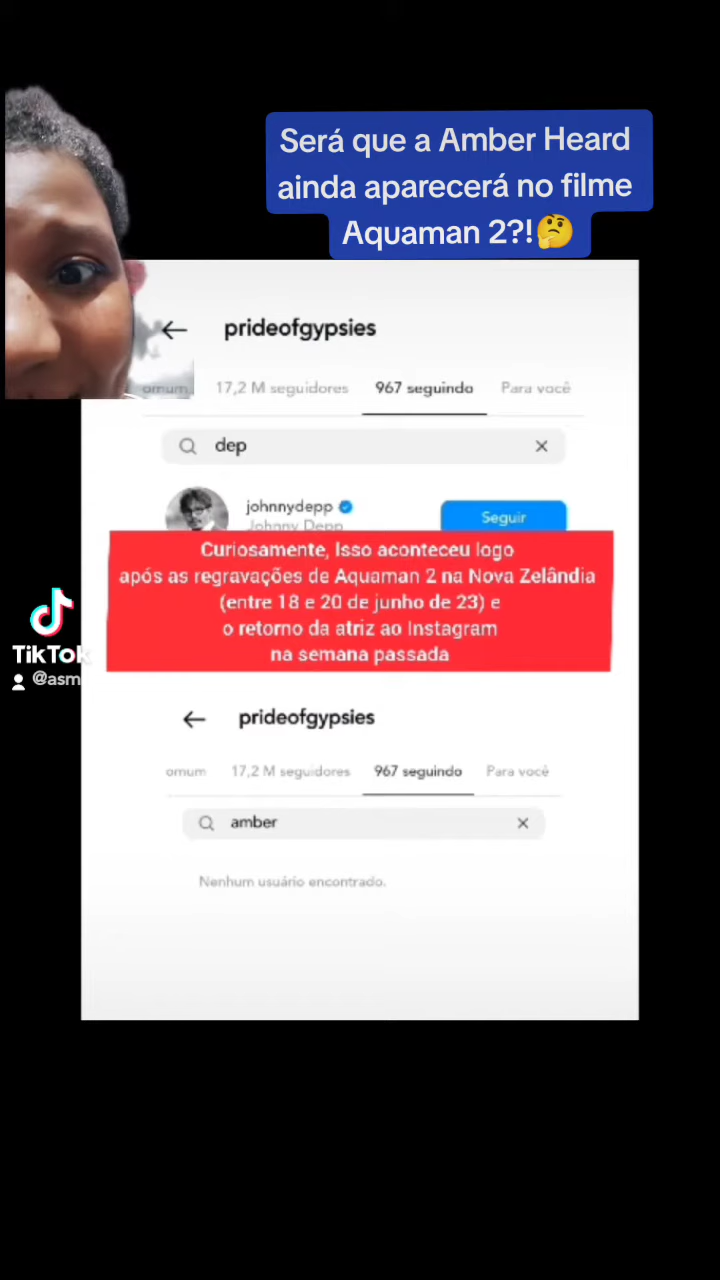 Será que a Amber Heard
ainda aparecerá no filme
Aquaman 2?!🤔
prideofgypsies
omum
17,2 M seguidores
967 seguindo
Para você
dep
johnnydepp
Johnny Depp
Seguir
Curiosamente, Isso aconteceu logo
após as regravações de Aquaman 2 na Nova Zelândia
(entre 18 e 20 de junho de 23) e
o retorno da atriz ao Instagram
na semana passada
TikTok
@asm
prideofgypsies
omum
17,2 M seguidores
967 seguindo
Para você
amber
Nenhum usuário encontrado.